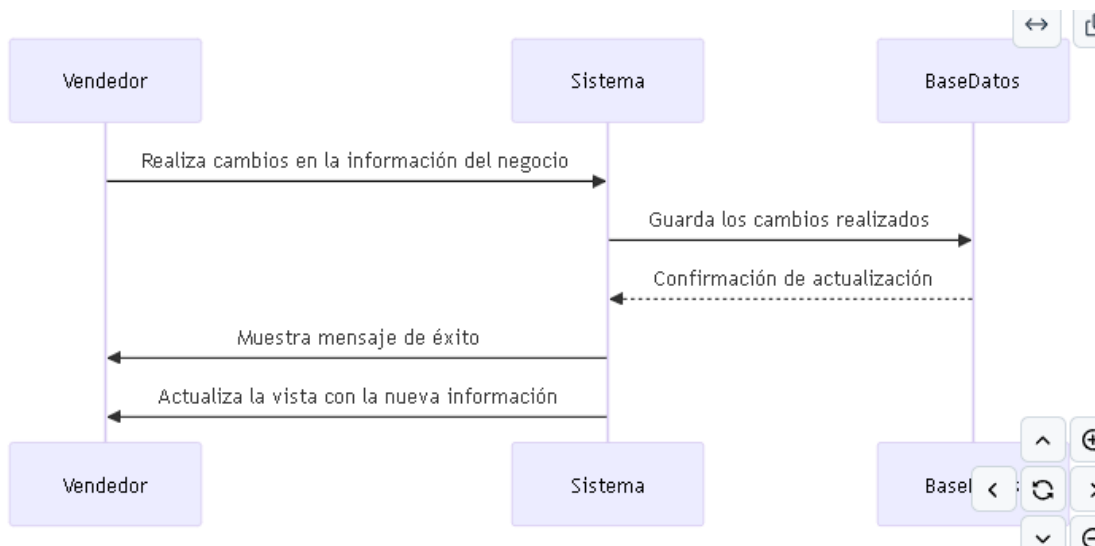 Vendedor
Sistema
BaseDatos
Realiza cambios en la información del negocio
Guarda los cambios realizados
Confirmación de actualización
Muestra mensaje de éxito
Actualiza la vista con la nueva información
Vendedor
Sistema